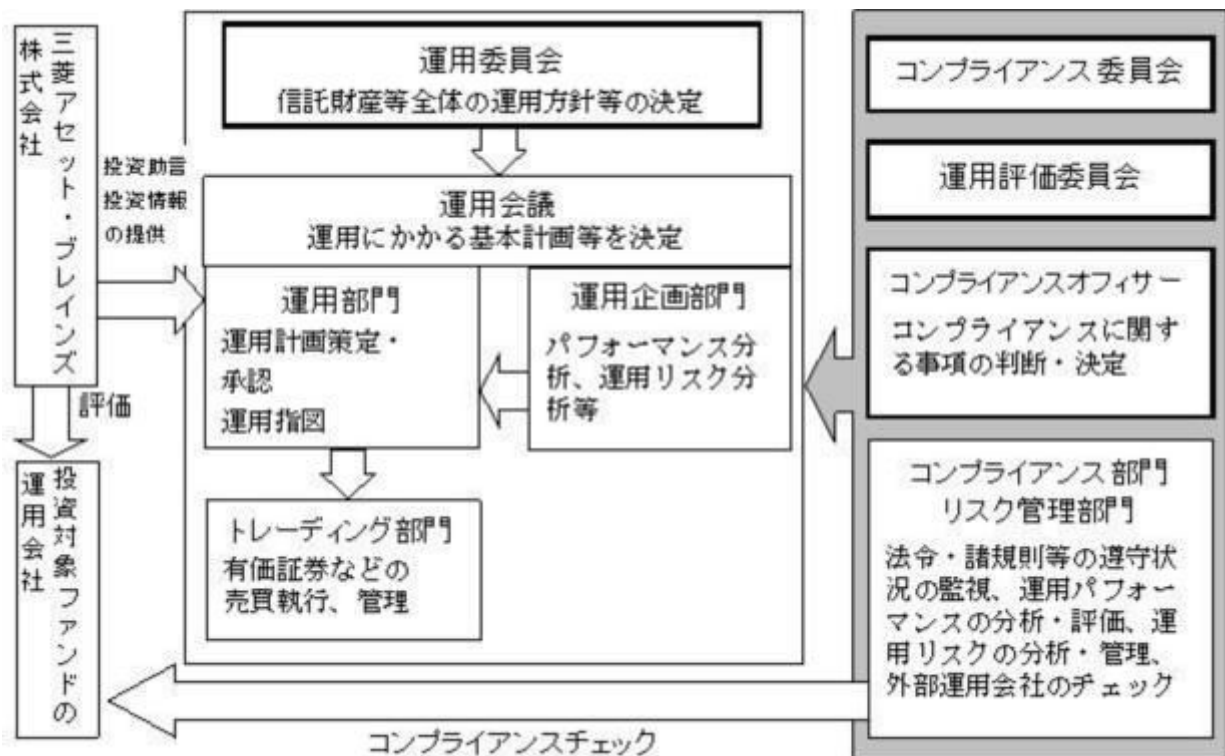 三菱アセット・ブレインズ
株式会社
投資助言
投資情報
の提供
評価
投資対象ファンドの
運用会社
運用委員会
信託財産等全体の運用方針等の決定
運用会議
運用にかかる基本計画等を決定
運用部門
運用計画策定・
承認
運用指図
運用企画部門
パフォーマンス分
析、運用リスク分
析等
トレーディング部門
有価証券などの
売買執行、管理
コンプライアンス委員会
運用評価委員会
コンプライアンスオフィサー
コンプライアンスに関す
る事項の判断・決定
コンプライアンス部門
リスク管理部門
法令・諸規則等の遵守状
況の監視、運用パフォー
マンスの分析・評価、運
用リスクの分析・管理、
外部運用会社のチェック
コンプライアンスチェック